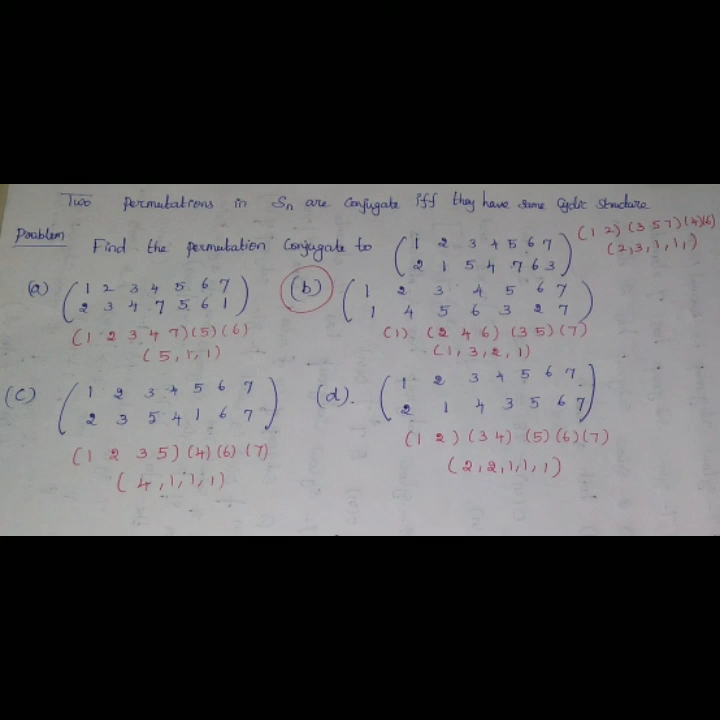 Two permutations in Sn are Conjugate iff they have same Cyclic Structure
Problem Find the permutation Conjugate to (1 2 3 4 5 6 7
2 1 5 4 7 6 3) (1 2) (3 5 7) (4)(6)
(2,3,1,1,)
(a) (1 2 3 4 5 6 7
2 3 4 7 5 6 1)
(1 2 3 4 7)(5)(6)
(5,1,1)
(b) (1 2 3 4 5 6 7
1 4 5 6 3 2 7)
(1) (2 4 6) (3 5) (7)
(1,3,2,1)
(C) (1 2 3 4 5 6 7
2 3 5 4 1 6 7)
(1 2 3 5) (4) (6) (7)
(4,1,1,1)
(d). (1 2 3 4 5 6 7
2 1 4 3 5 6 7)
(1 2) (3 4) (5) (6) (7)
(2,2,1,1,1)